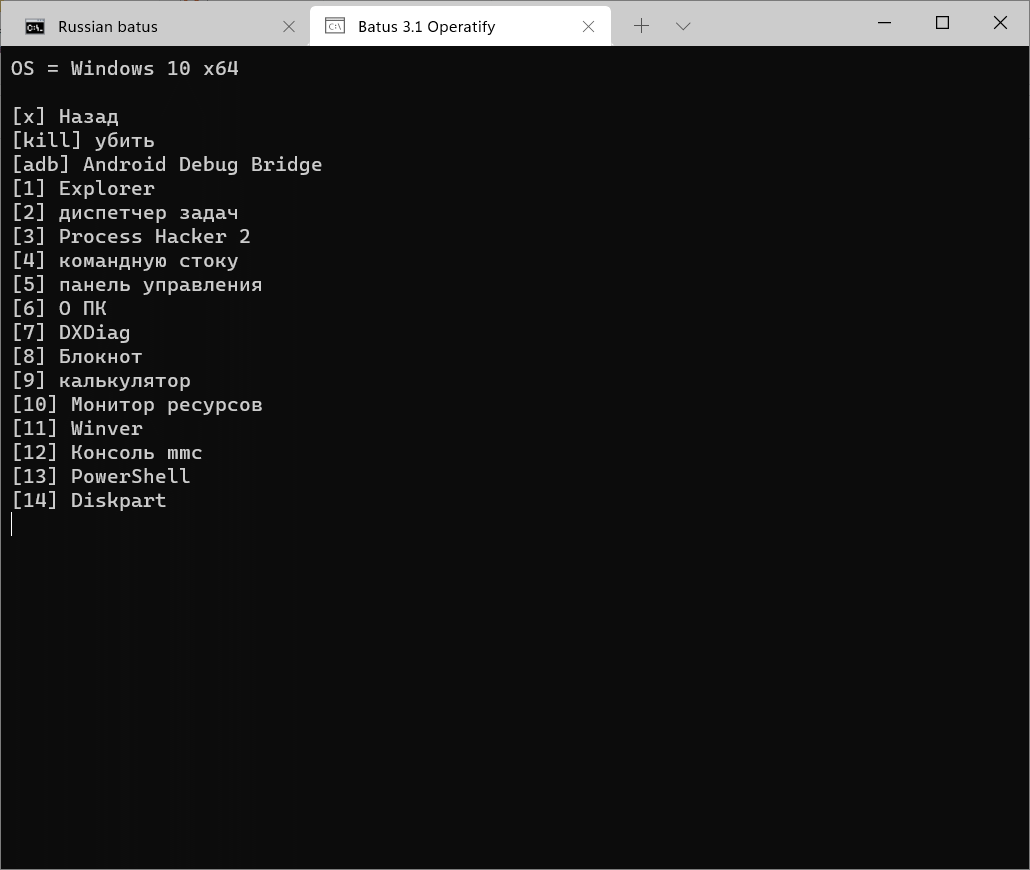 Russian batus
Batus 3.1 Operatify
OS = Windows 10 x64
[x] Назад
[kill] убить
[adb] Android Debug Bridge
[1] Explorer
[2] диспетчер задач
[3] Process Hacker 2
[4] командную стоку
[5] панель управления
[6] О ПК
[7] DXDiag
[8] Блокнот
[9] калькулятор
[10] Монитор ресурсов
[11] Winver
[12] Консоль mmc
[13] PowerShell
[14] Diskpart